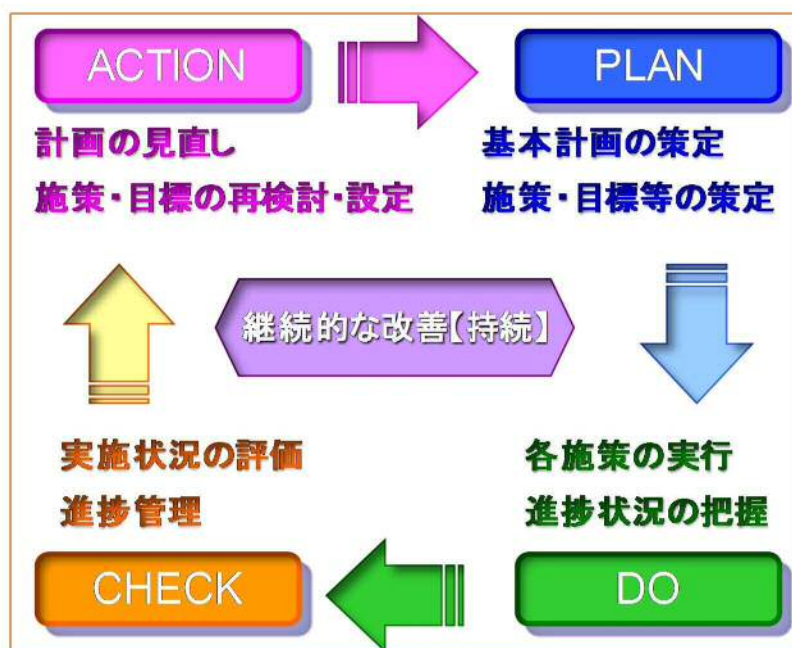 ACTION
計画の見直し
施策・目標の再検討・設定
PLAN
基本計画の策定
施策・目標等の策定
継続的な改善【持続】
実施状況の評価
進捗管理
CHECK
各施策の実行
進捗状況の把握
DO